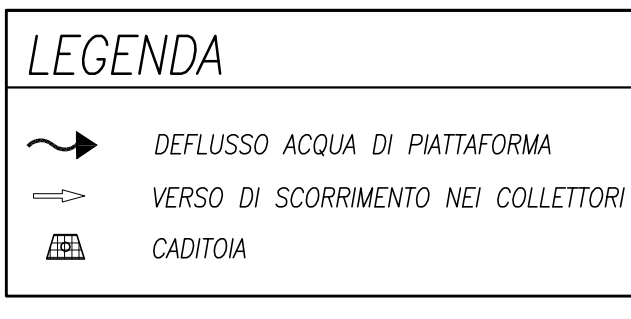 LEGENDA
DEFLUSSO ACQUA DI PIATTAFORMA
VERSO DI SCORRIMENTO NEI COLLETTORI
CADITOIA